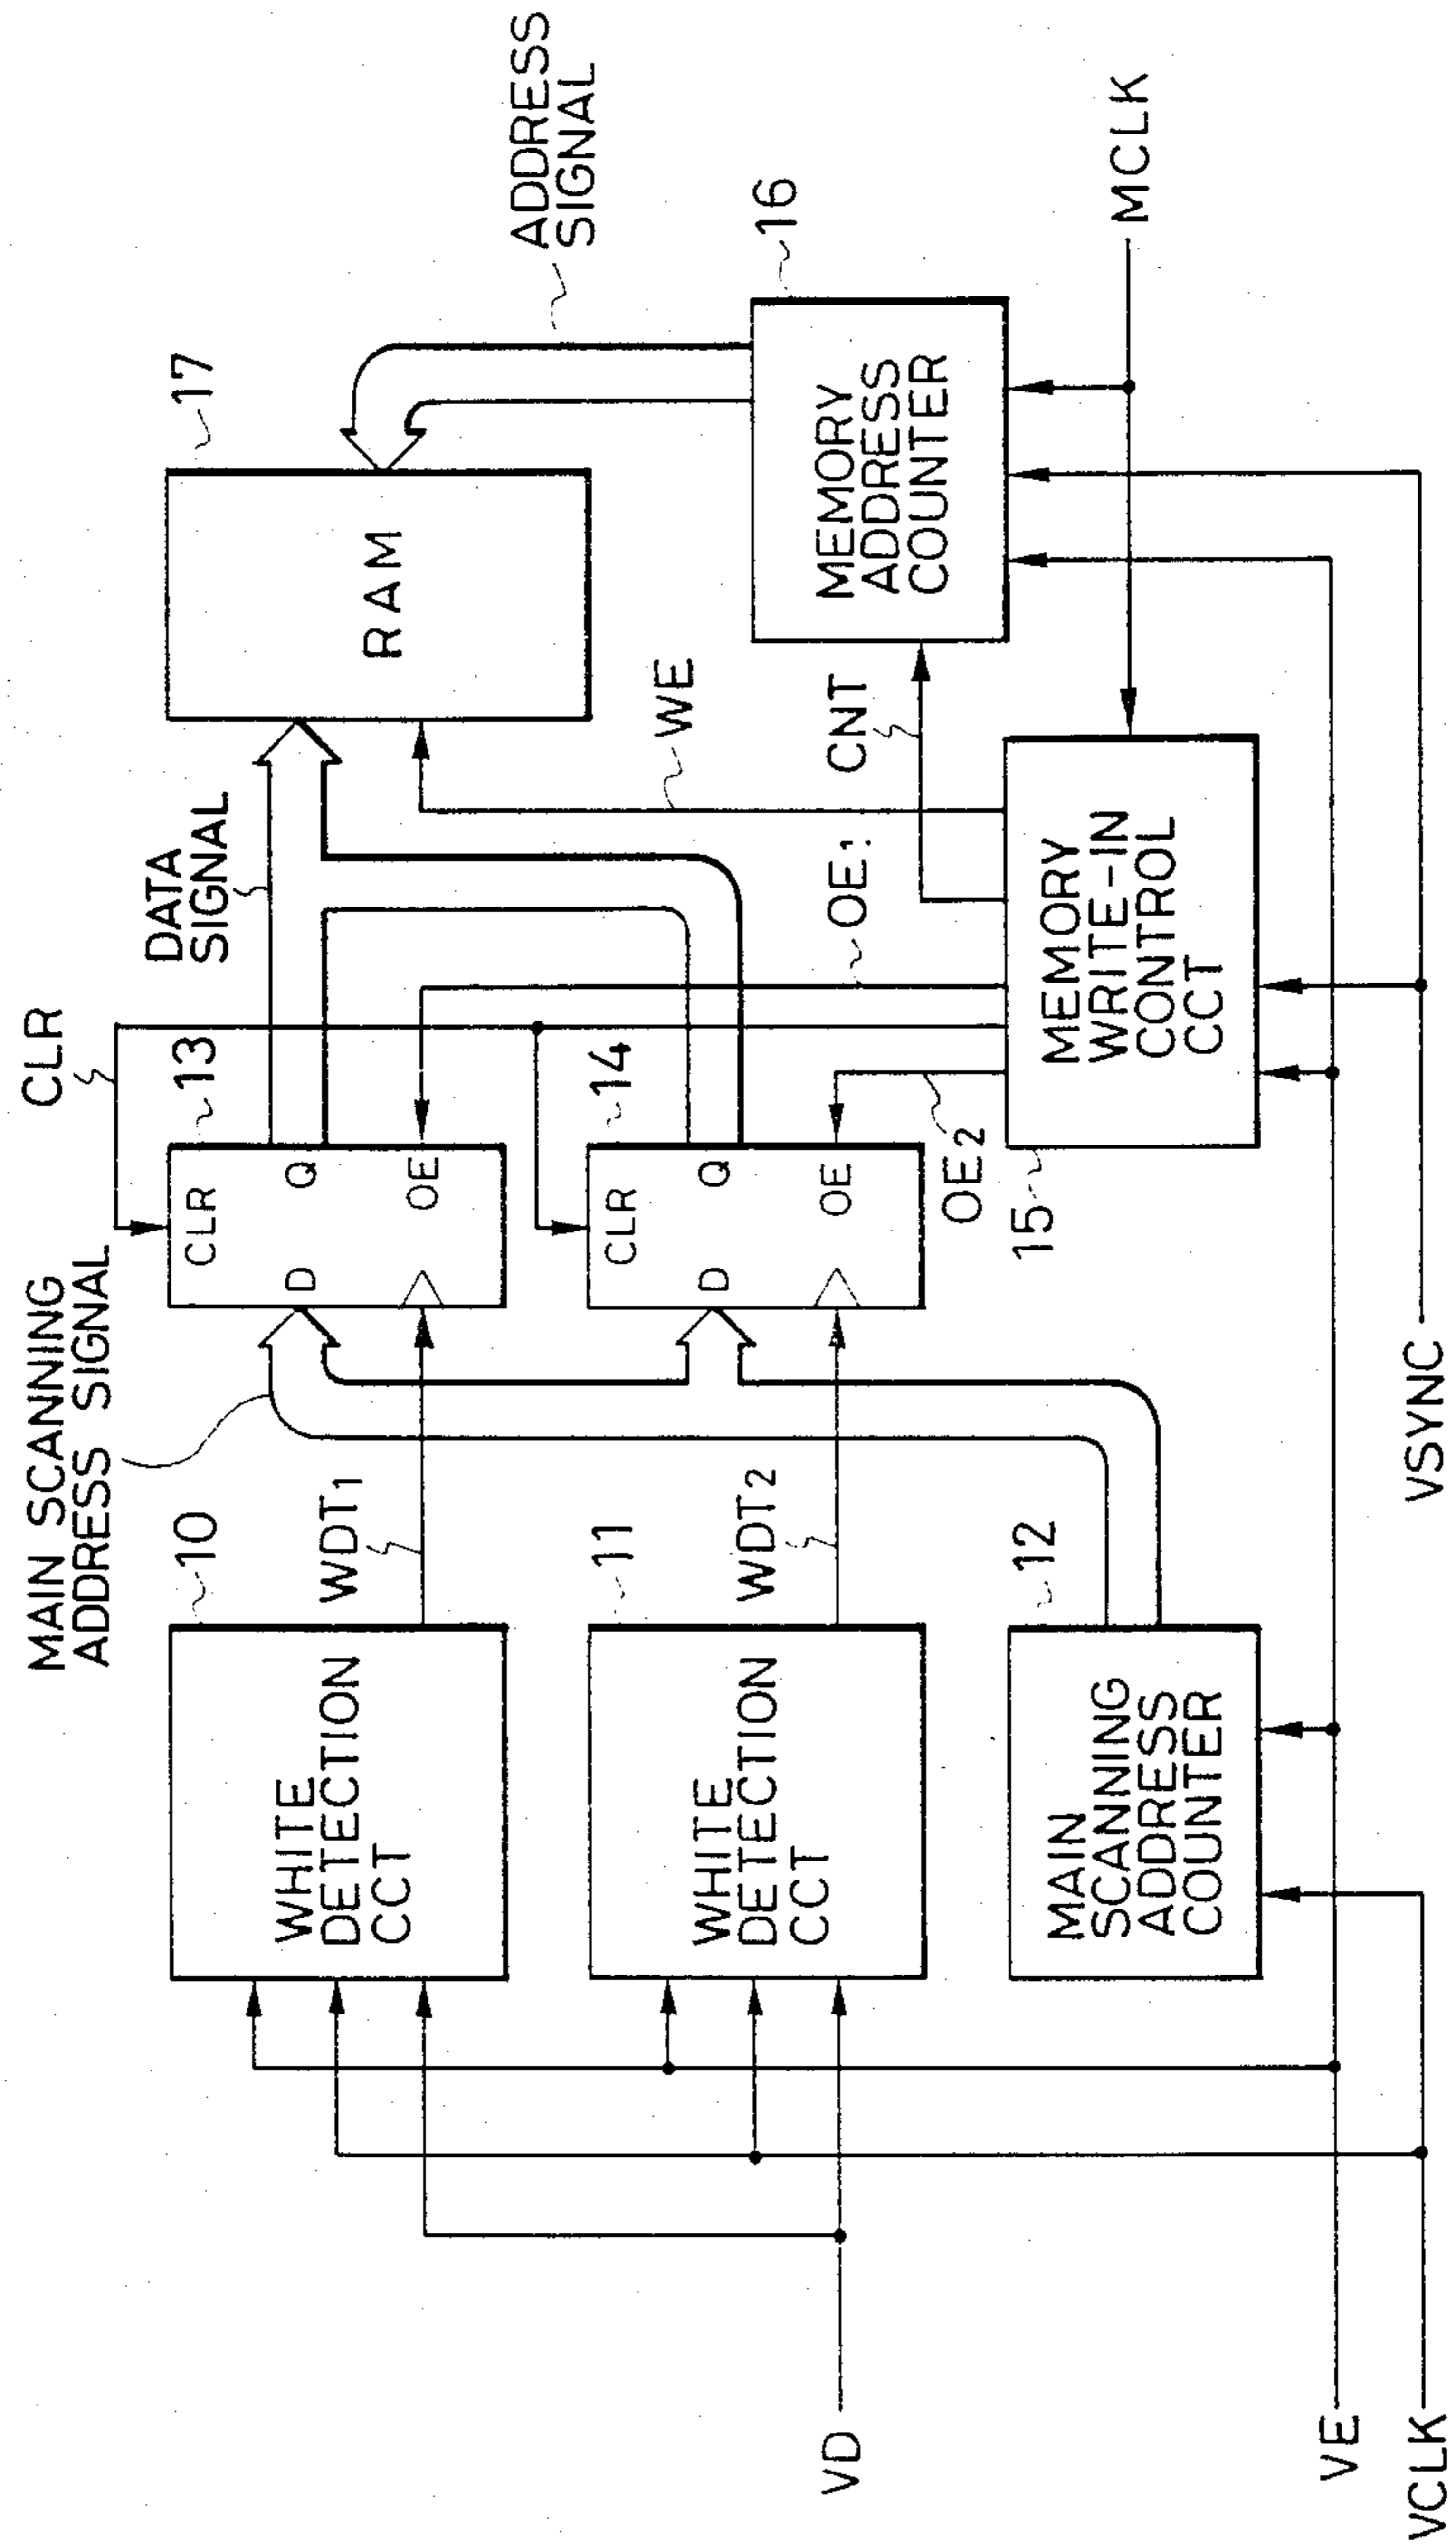 MAIN SCANNING
ADDRESS SIGNAL
CLR
DATA
SIGNAL
ADDRESS
SIGNAL
10
WHITE
DETECTION
CCT
WDT1
13
CLR
D
Q
OE
17
RAM
11
WHITE
DETECTION
CCT
WDT2
14
CLR
D
Q
OE
OE1
WE
OE2
CNT
16
MEMORY
ADDRESS
COUNTER
12
MAIN
SCANNING
ADDRESS
COUNTER
15
MEMORY
WRITE-IN
CONTROL
CCT
MCLK
VD
VE
VCLK
VSYNC